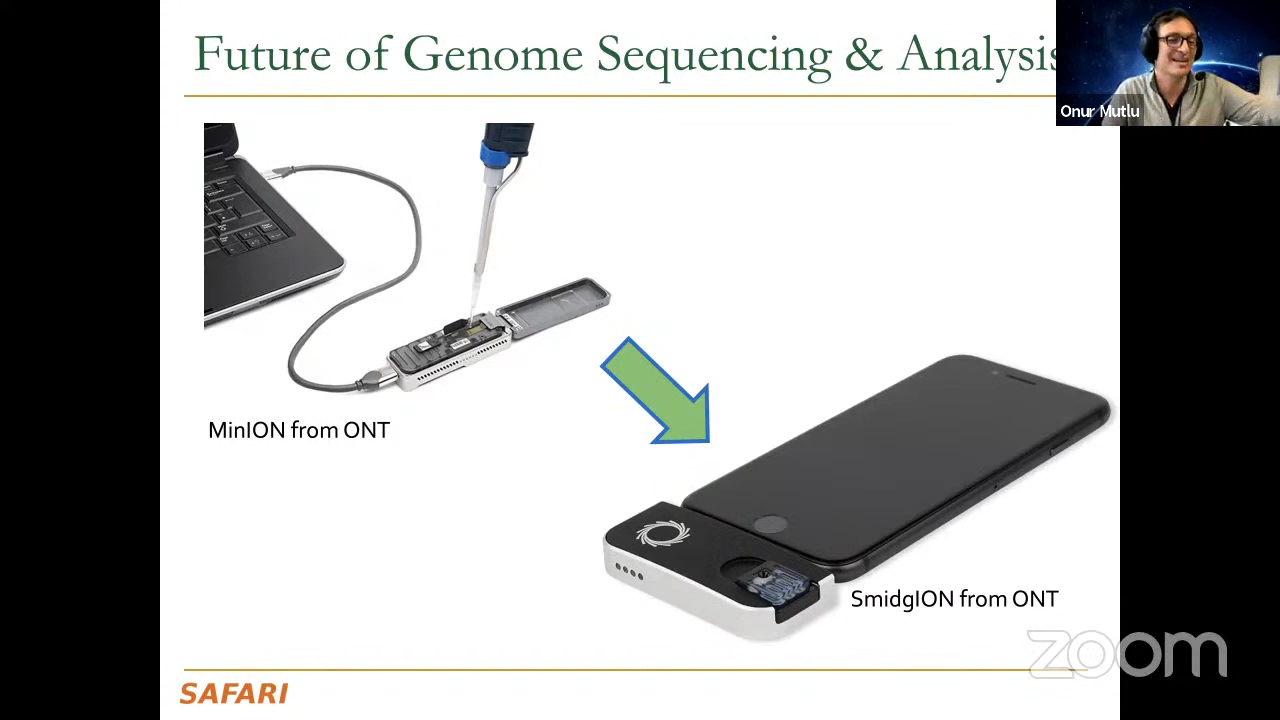 Future of Genome Sequencing & Analysis
Onur Mutlu
MinION from ONT
SmidgION from ONT
zoom
SAFARI